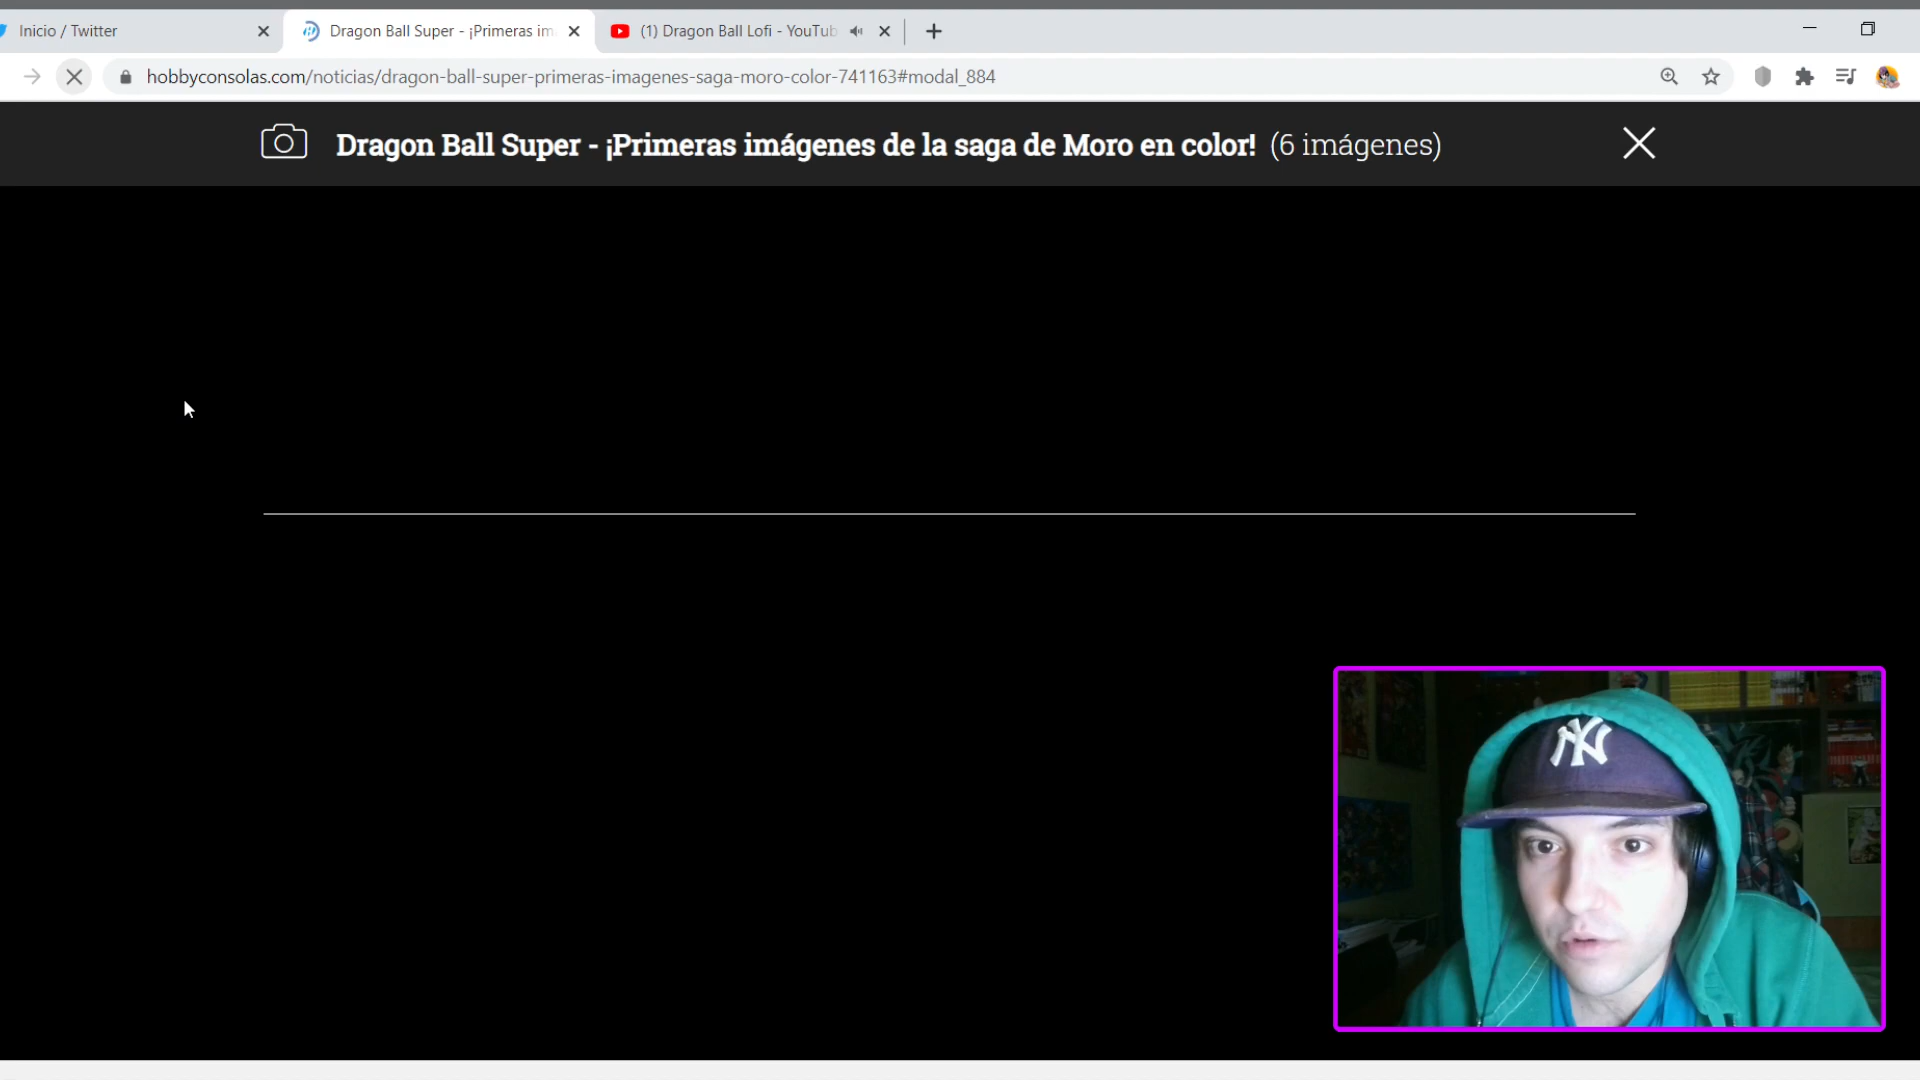 Inicio / Twitter
Dragon Ball Super - ¡Primeras im
(1) Dragon Ball Lofi - YouTub
hobbyconsolas.com/noticias/dragon-ball-super-primeras-imagenes-saga-moro-color-741163#modal_884
Dragon Ball Super - ¡Primeras imágenes de la saga de Moro en color! (6 imágenes)
NY